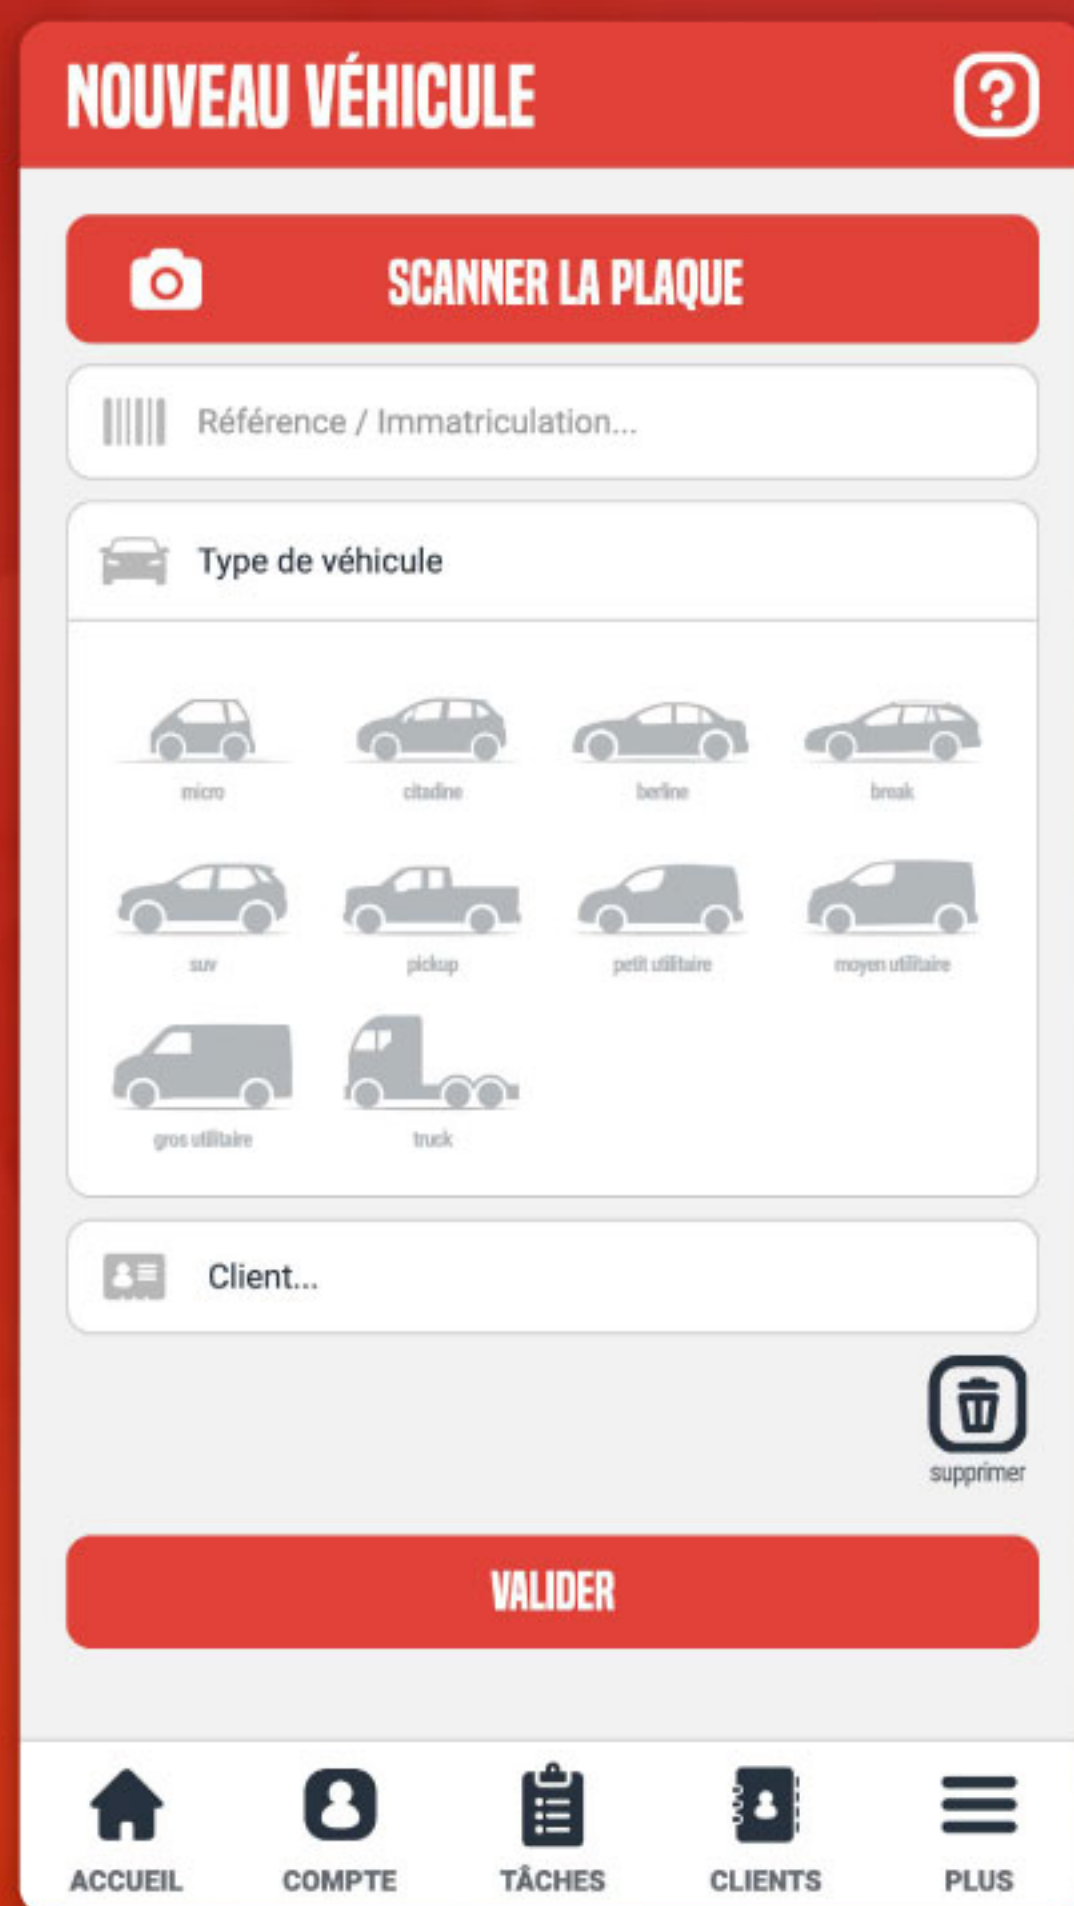 NOUVEAU VÉHICULE
SCANNER LA PLAQUE
Référence / Immatriculation...
Type de véhicule
micro citadine berline break
suv pickup petit utilitaire moyen utilitaire
gros utilitaire truck
Client...
supprimer
VALIDER
ACCUEIL COMPTE TÂCHES CLIENTS PLUS